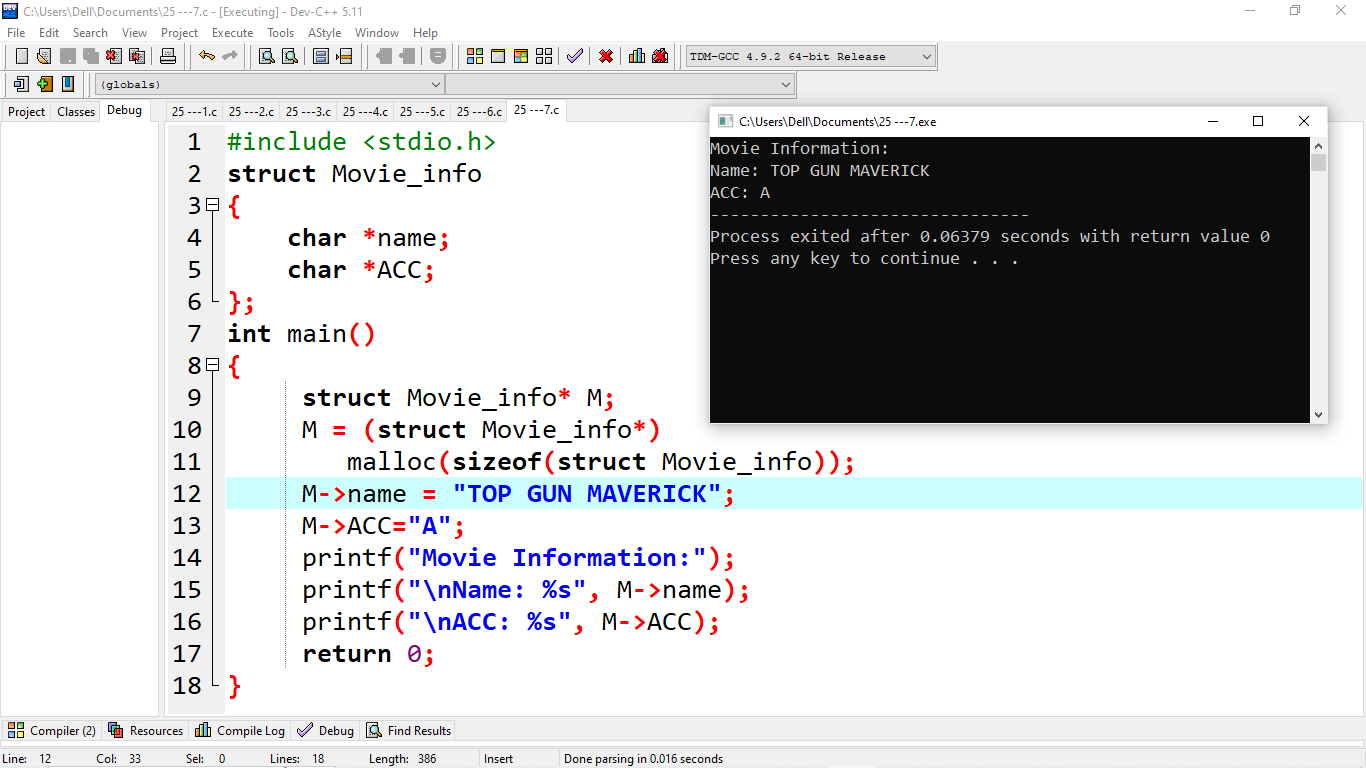 C:\Users\Dell\Documents\25 ---7.c - [Executing] - Dev-C++ 5.11
File Edit Search View Project Execute Tools AStyle Window Help
TDM-GCC 4.9.2 64-bit Release
(globals)
Project Classes Debug
25 ---1.c 25 ---2.c 25 ---3.c 25 ---4.c 25 ---5.c 25 ---6.c 25 ---7.c
1 #include <stdio.h>
2 struct Movie_info
3 {
4 char *name;
5 char *ACC;
6 };
7 int main()
8 {
9 struct Movie_info* M;
10 M = (struct Movie_info*)
11 malloc(sizeof(struct Movie_info));
12 M->name = "TOP GUN MAVERICK";
13 M->ACC="A";
14 printf("Movie Information:");
15 printf("\nName: %s", M->name);
16 printf("\nACC: %s", M->ACC);
17 return 0;
18 }
C:\Users\Dell\Documents\25 ---7.exe
Movie Information:
Name: TOP GUN MAVERICK
ACC: A
--------------------------------
Process exited after 0.06379 seconds with return value 0
Press any key to continue . . .
Compiler (2) Resources Compile Log Debug Find Results
Line: 12 Col: 33 Sel: 0 Lines: 18 Length: 386 Insert Done parsing in 0.016 seconds